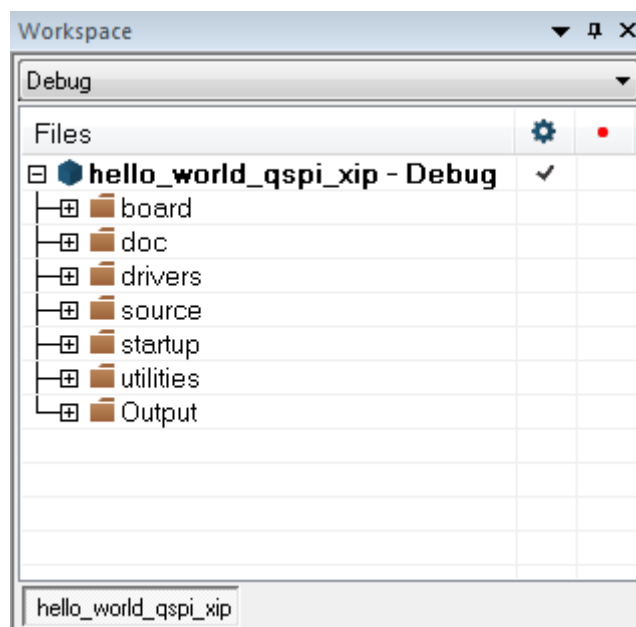 Workspace
Debug
Files
hello_world_qspi_xip - Debug
board
doc
drivers
source
startup
utilities
Output
hello_world_qspi_xip